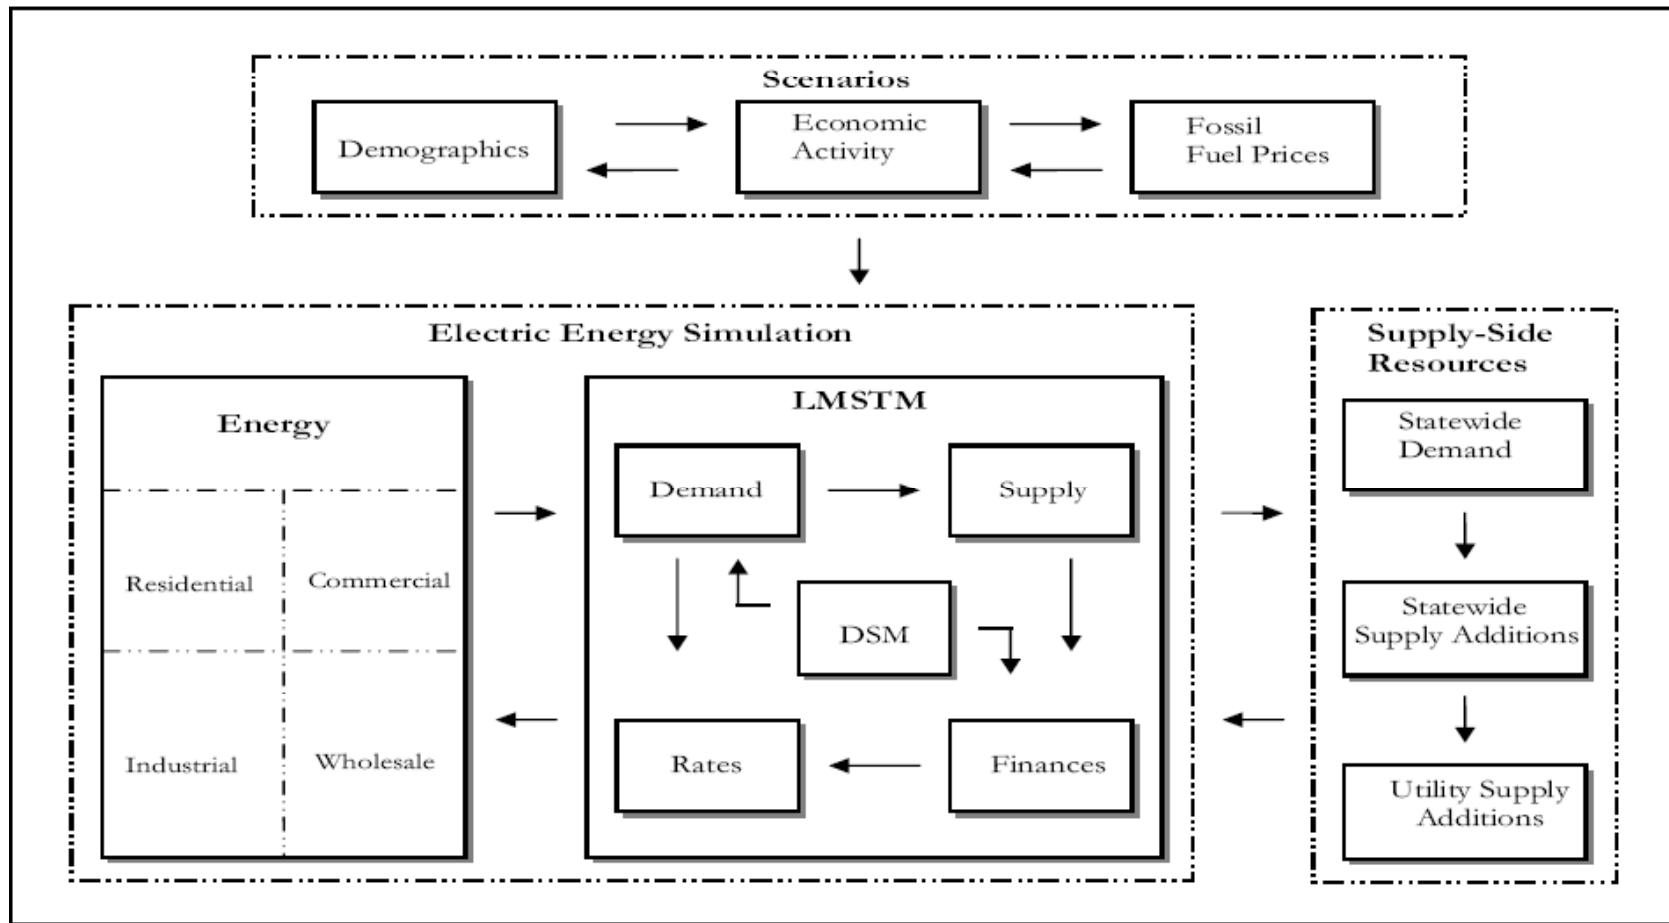 Scenarios
Demographics
Economic
Activity
Fossil
Fuel Prices
Electric Energy Simulation
Energy
Residential
Commercial
Industrial
Wholesale
LMSTM
Demand
Supply
DSM
Rates
Finances
Supply-Side
Resources
Statewide
Demand
Statewide
Supply Additions
Utility Supply
Additions